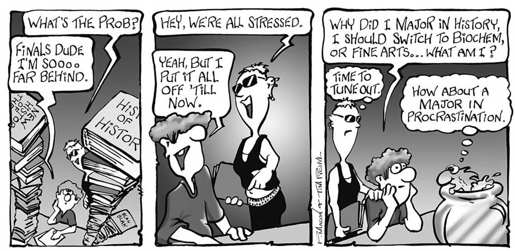 WHAT'S THE PROB?
FINALS DUDE
I'M SOOOO
FAR BEHIND.
HIS
OF
HISTOR
HEY, WE'RE ALL STRESSED.
YEAH, BUT I
PUT IT ALL
OFF 'TILL
NOW.
WHY DID I MAJOR IN HISTORY,
I SHOULD SWITCH TO BIOCHEM,
OR FINE ARTS... WHAT AM I?
TIME TO
TUNE OUT.
HOW ABOUT A
MAJOR IN
PROCRASTINATION.